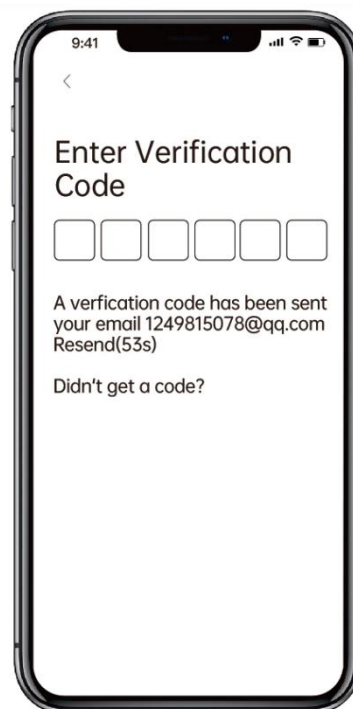 9:41
Enter Verification
Code
A verfication code has been sent
your email 1249815078@qq.com
Resend(53s)
Didn't get a code?